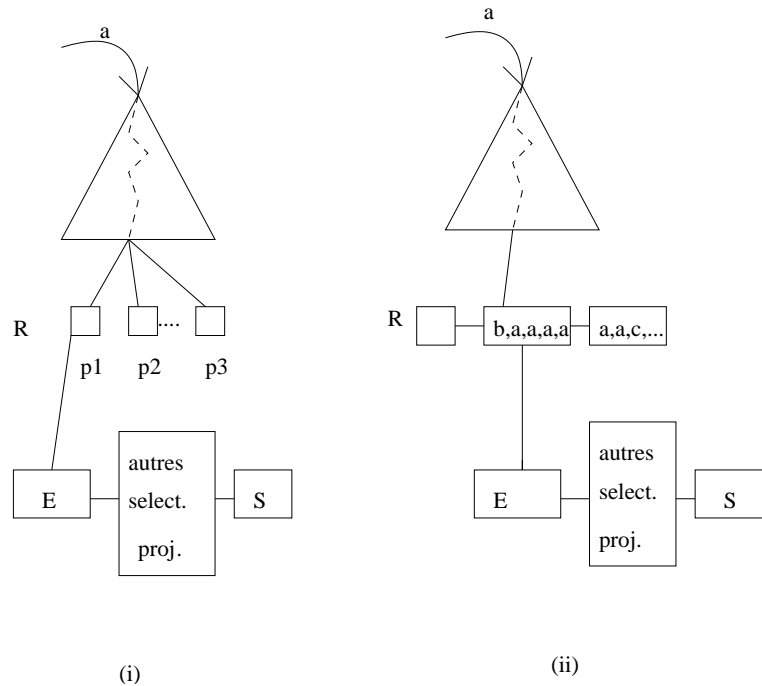 a
R
p1
p2
....
p3
E
autres
select.
proj.
S
(i)
a
R
b,a,a,a,a
a,a,c,...
E
autres
select.
proj.
S
(ii)